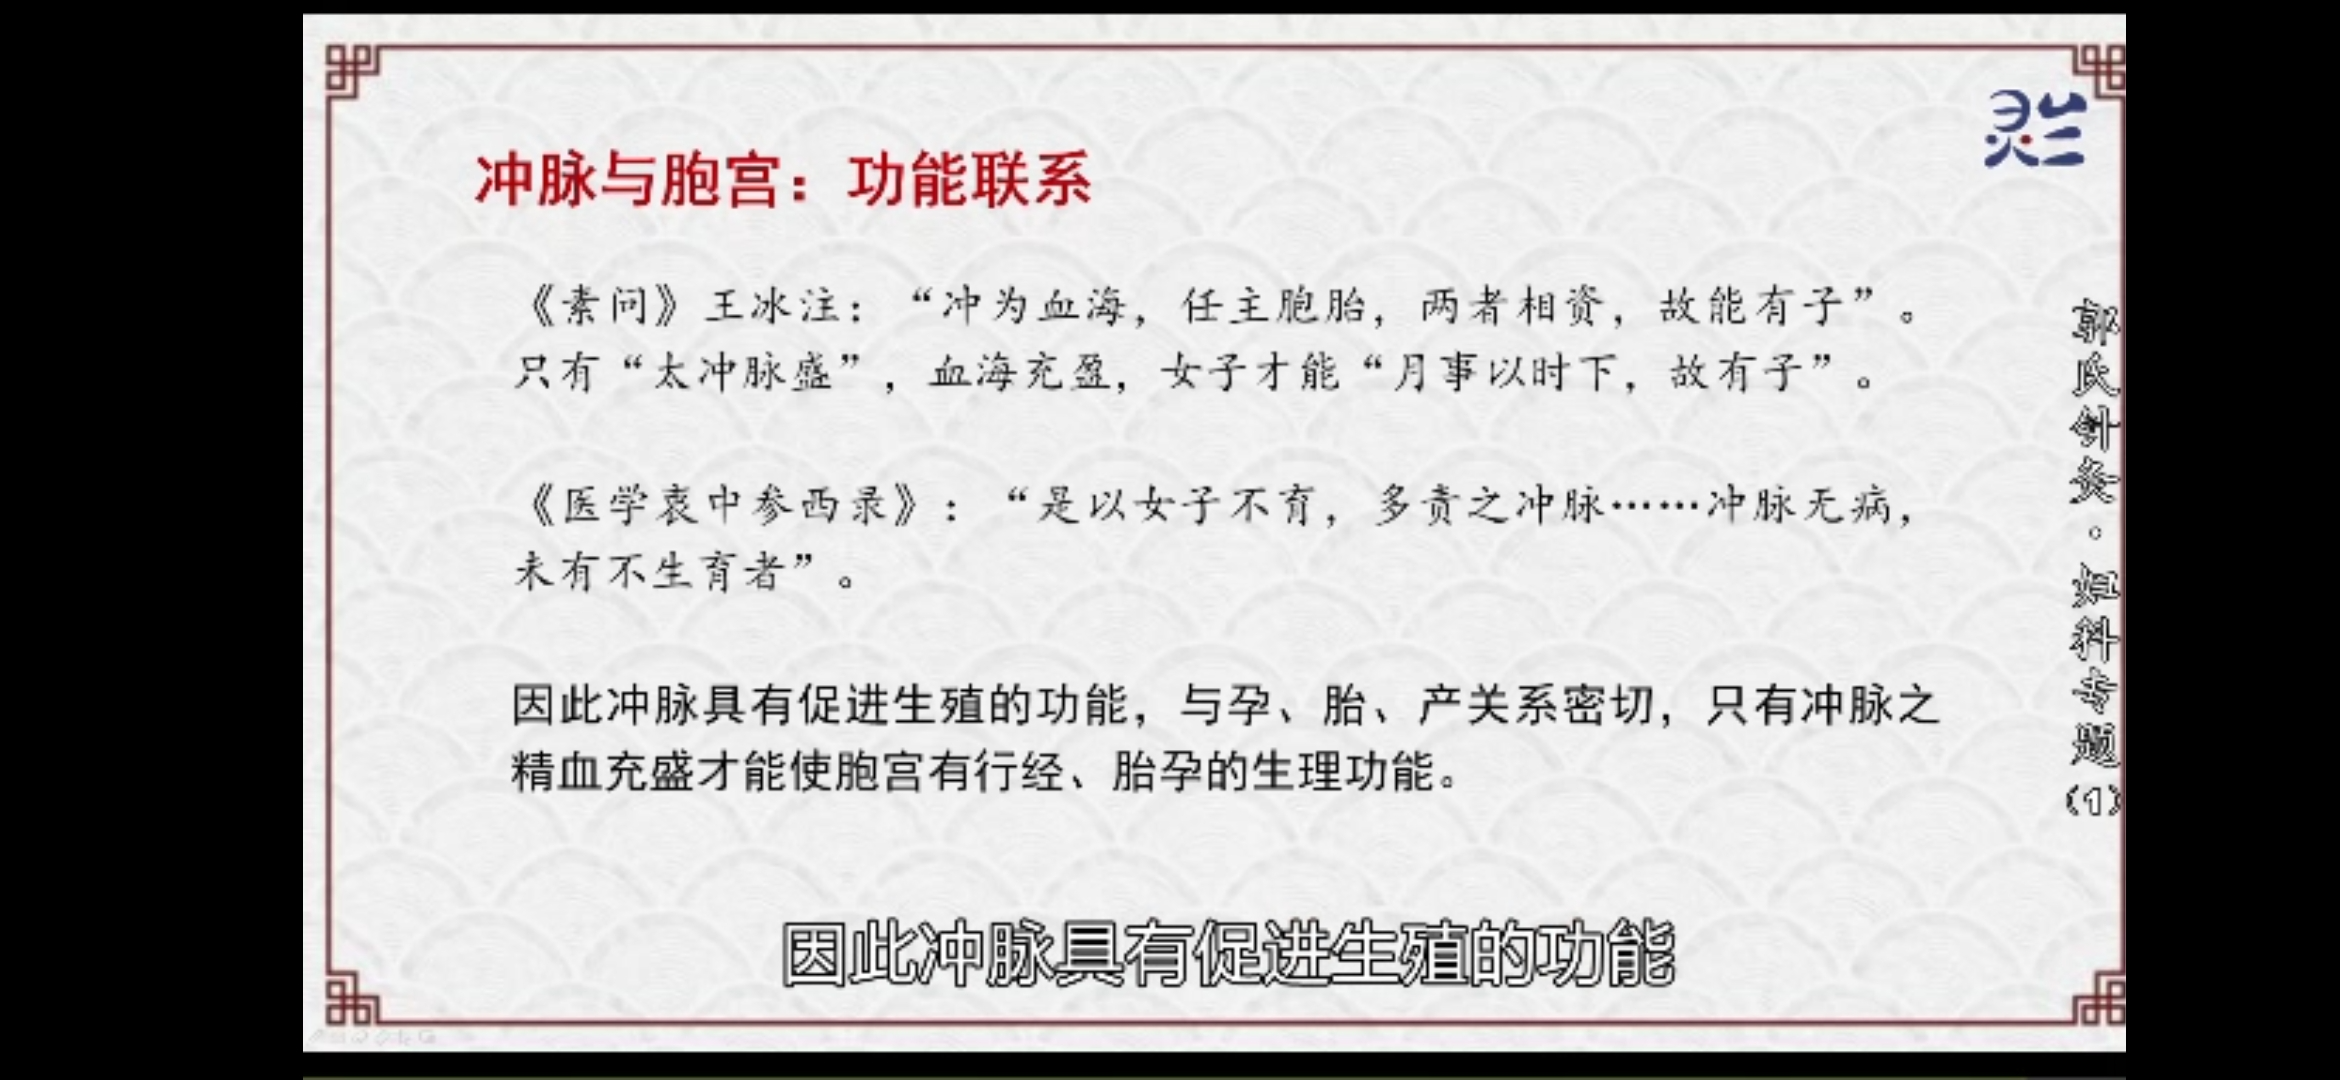 灵兰
冲脉与胞宫：功能联系
《素问》王冰注：“冲为血海，任主胞胎，两者相资，故能有子”。
只有“太冲脉盛”，血海充盈，女子才能“月事以时下，故有子”。
《医学衷中参西录》：“是以女子不育，多责之冲脉……冲脉无病，
未有不生育者”。
因此冲脉具有促进生殖的功能，与孕、胎、产关系密切，只有冲脉之
精血充盛才能使胞宫有行经、胎孕的生理功能。
郭氏针灸·妇科专题(1)
因此冲脉具有促进生殖的功能